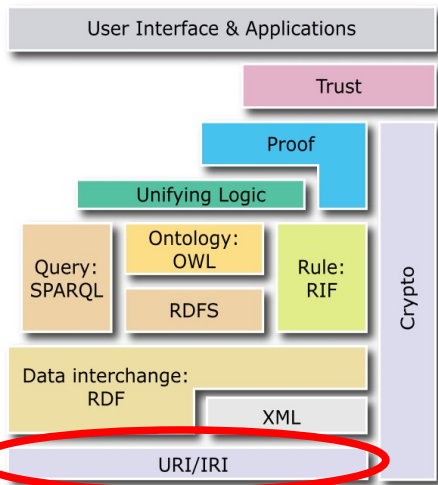 User Interface & Applications
Trust
Proof
Unifying Logic
Query:
SPARQL
Ontology:
OWL
RDFS
Rule:
RIF
Crypto
Data interchange:
RDF
XML
URI/IRI